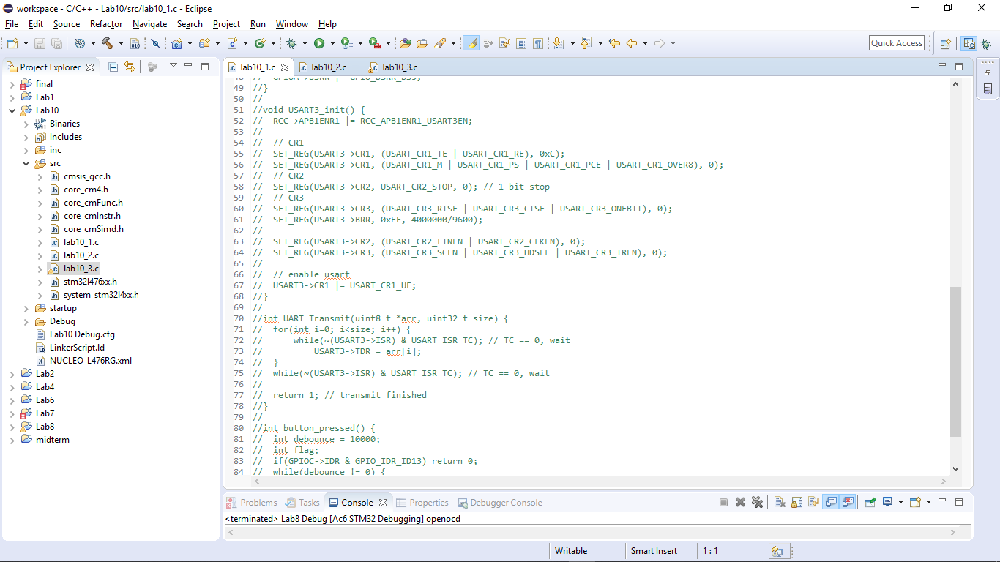 workspace - C/C++ - Lab10/src/lab10_1.c - Eclipse
File Edit Source Refactor Navigate Search Project Run Window Help
Quick Access
Project Explorer
final
Lab1
Lab10
Binaries
Includes
inc
src
cmsis_gcc.h
core_cm4.h
core_cmFunc.h
core_cmInstr.h
core_cmSimd.h
lab10_1.c
lab10_2.c
lab10_3.c
stm32l476xx.h
system_stm32l4xx.h
startup
Debug
Lab10 Debug.cfg
LinkerScript.ld
NUCLEO-L476RG.xml
Lab2
Lab4
Lab6
Lab7
Lab8
midterm
lab10_1.c lab10_2.c lab10_3.c
48 // GPIOA->BSRR |= GPIO_BSRR_BS5;
49 //}
50 //
51 //void USART3_init() {
52 // RCC->APB1ENR1 |= RCC_APB1ENR1_USART3EN;
53 //
54 // // CR1
55 // SET_REG(USART3->CR1, (USART_CR1_TE | USART_CR1_RE), 0xC);
56 // SET_REG(USART3->CR1, (USART_CR1_M | USART_CR1_PS | USART_CR1_PCE | USART_CR1_OVER8), 0);
57 // // CR2
58 // SET_REG(USART3->CR2, USART_CR2_STOP, 0); // 1-bit stop
59 // // CR3
60 // SET_REG(USART3->CR3, (USART_CR3_RTSE | USART_CR3_CTSE | USART_CR3_ONEBIT), 0);
61 // SET_REG(USART3->BRR, 0xFF, 4000000/9600);
62 //
63 // SET_REG(USART3->CR2, (USART_CR2_LINEN | USART_CR2_CLKEN), 0);
64 // SET_REG(USART3->CR3, (USART_CR3_SCEN | USART_CR3_HDSEL | USART_CR3_IREN), 0);
65 //
66 // // enable usart
67 // USART3->CR1 |= USART_CR1_UE;
68 //}
69 //
70 //int UART_Transmit(uint8_t *arr, uint32_t size) {
71 // for(int i=0; i<size; i++) {
72 // while(~(USART3->ISR) & USART_ISR_TC); // TC == 0, wait
73 // USART3->TDR = arr[i];
74 // }
75 // while(~(USART3->ISR) & USART_ISR_TC); // TC == 0, wait
76 //
77 // return 1; // transmit finished
78 //}
79 //
80 //int button_pressed() {
81 // int debounce = 10000;
82 // int flag;
83 // if(GPIOC->IDR & GPIO_IDR_ID13) return 0;
84 // while(debounce != 0) {
Problems Tasks Console Properties Debugger Console
<terminated> Lab8 Debug [Ac6 STM32 Debugging] openocd
Writable Smart Insert 1 : 1